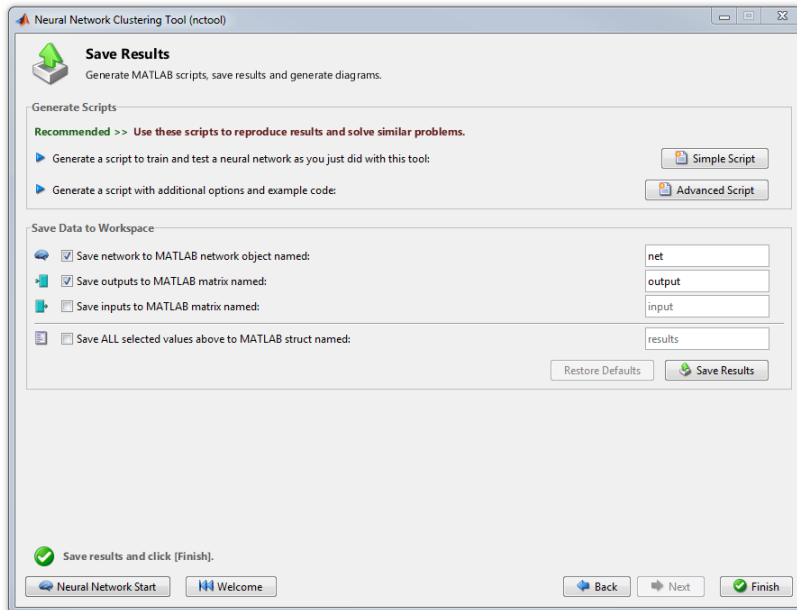 Neural Network Clustering Tool (nctool)
Save Results
Generate MATLAB scripts, save results and generate diagrams.
Generate Scripts
Recommended >> Use these scripts to reproduce results and solve similar problems.
Generate a script to train and test a neural network as you just did with this tool: Simple Script
Generate a script with additional options and example code: Advanced Script
Save Data to Workspace
Save network to MATLAB network object named: net
Save outputs to MATLAB matrix named: output
Save inputs to MATLAB matrix named: input
Save ALL selected values above to MATLAB struct named: results
Restore Defaults Save Results
Save results and click [Finish].
Neural Network Start Welcome Back Next Finish